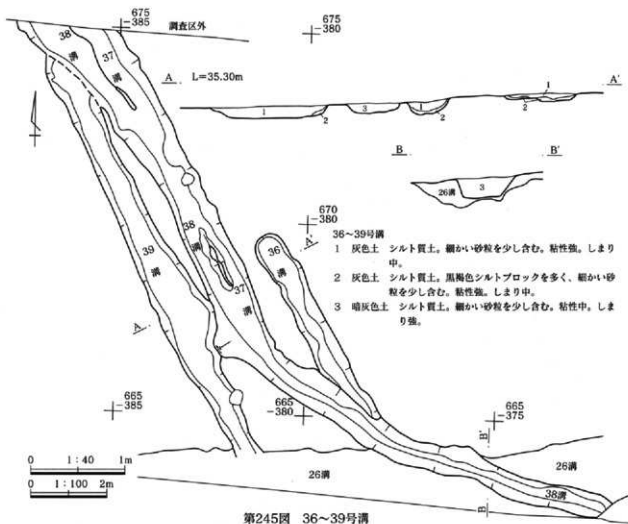 675
-385
調査区外
675
-380
38
溝
37
溝
A
L=35.30m
A'
1
2
3
1
2
1
2
B
B'
26溝
3
670
-380
36~39号溝
1 灰色土 シルト質土。細かい砂粒を少し含む。粘性強。しまり
中。
2 灰色土 シルト質土。黒褐色シルトブロックを多く、細かい砂
粒を少し含む。粘性強。しまり中。
3 暗灰色土 シルト質土。細かい砂粒を少し含む。粘性中。しま
り強。
A'
36
溝
38
溝
37
溝
39
溝
A
665
-385
665
-380
665
-375
B'
26溝
26溝
38溝
B
0 1:40 1m
0 1:100 2m
第245図 36~39号溝